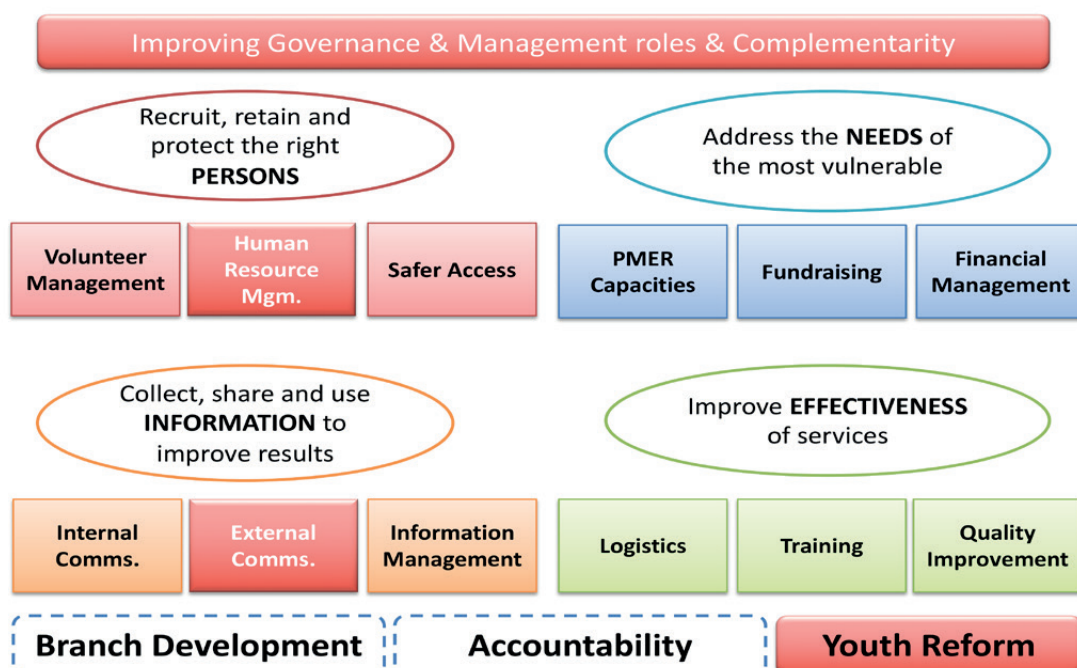 Improving Governance & Management roles & Complementarity
Recruit, retain and
protect the right
PERSONS
Address the NEEDS of
the most vulnerable
Volunteer
Management
Human
Resource
Mgm.
Safer Access
PMER
Capacities
Fundraising
Financial
Management
Collect, share and use
INFORMATION to
improve results
Improve EFFECTIVENESS
of services
Internal
Comms.
External
Comms.
Information
Management
Logistics
Training
Quality
Improvement
Branch Development
Accountability
Youth Reform